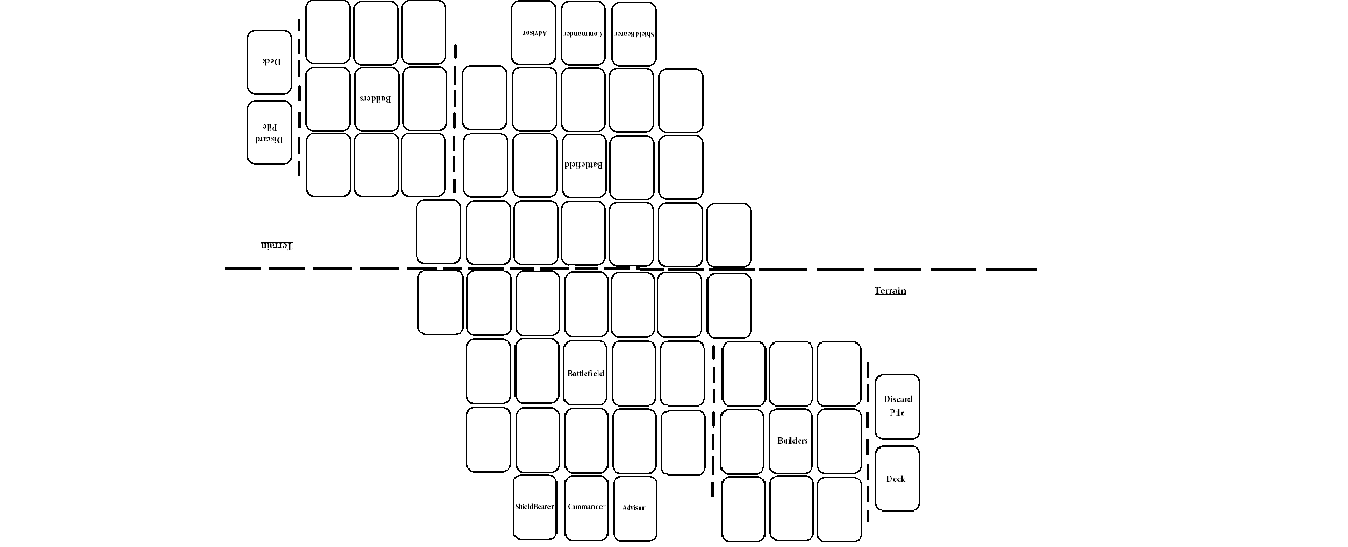 Advisor
Commander
ShieldBearer
Deck
Builders
Discard
Pile
Battlefield
Terrain
Terrain
Battlefield
Discard
Pile
Builders
Deck
ShieldBearer
Commander
Advisor